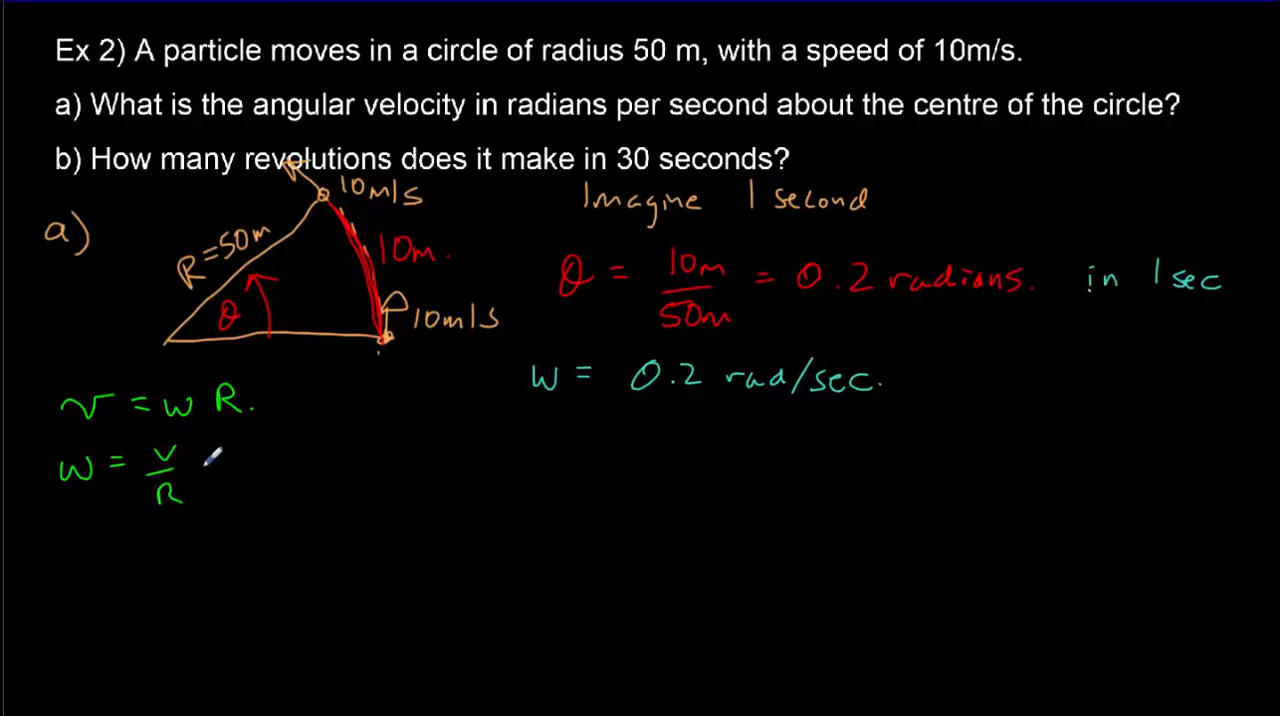 Ex 2) A particle moves in a circle of radius 50 m, with a speed of 10m/s.
a) What is the angular velocity in radians per second about the centre of the circle?
b) How many revolutions does it make in 30 seconds?
a)
R = 50m
10m/s
10m.
θ
P 10m/s
Imagine 1 second
θ = 10m/50m = 0.2 radians. in 1 sec
w = 0.2 rad/sec.
v = w R.
w = v/R